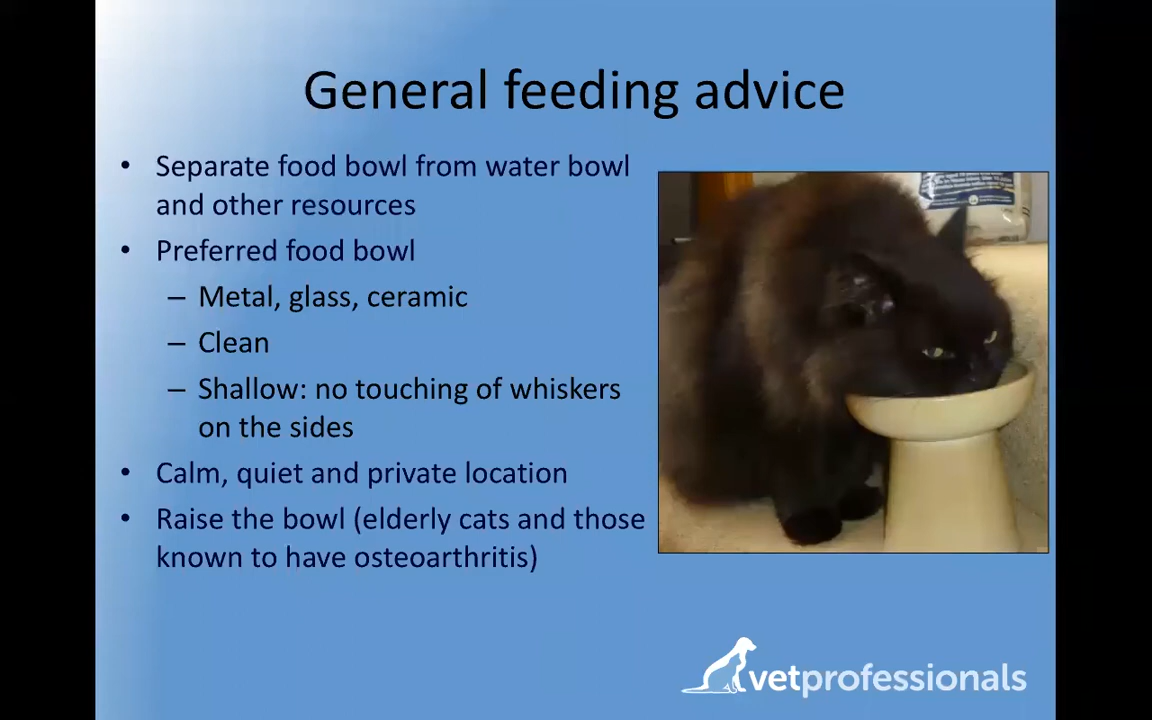 General feeding advice
• Separate food bowl from water bowl
and other resources
• Preferred food bowl
– Metal, glass, ceramic
– Clean
– Shallow: no touching of whiskers
on the sides
• Calm, quiet and private location
• Raise the bowl (elderly cats and those
known to have osteoarthritis)
vetprofessionals